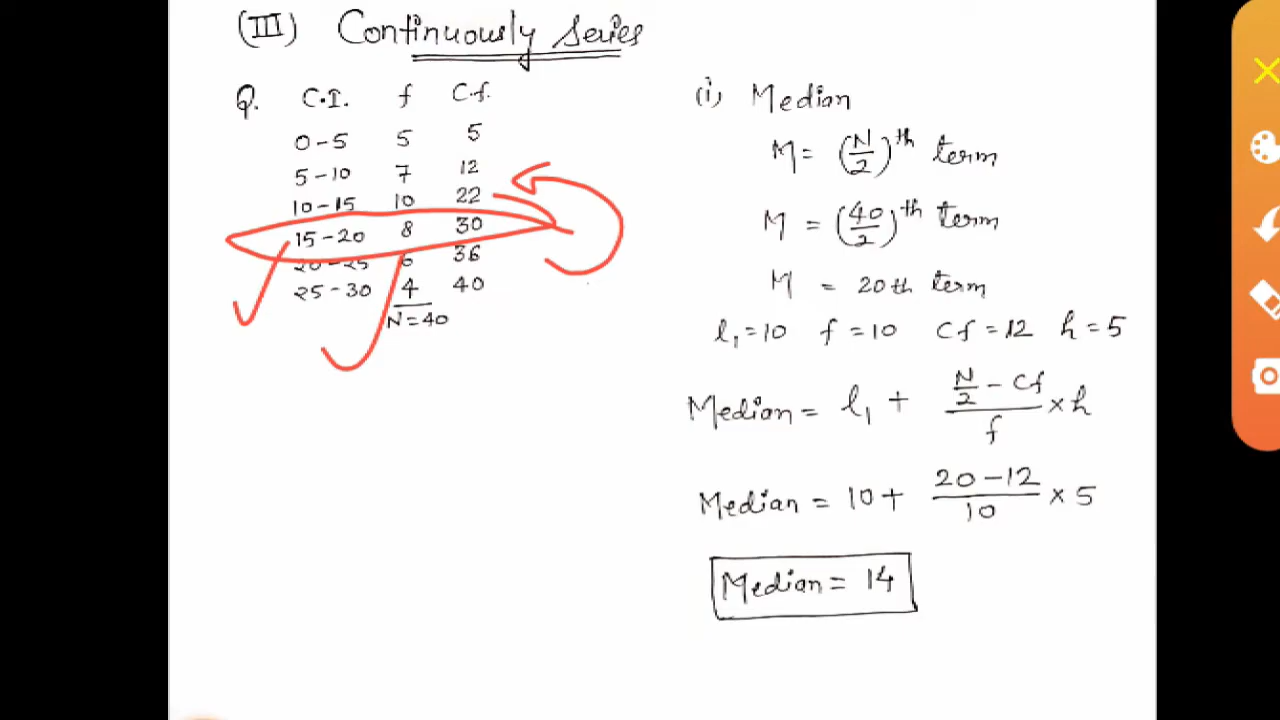 (III) Continuously Series
Q. C.I. f C.f.
0-5 5 5
5-10 7 12
10-15 10 22
15-20 8 30
20-25 6 36
25-30 4 40
N=40
(i) Median
M= (N/2)th term
M = (40/2)th term
M = 20th term
l₁=10 f=10 Cf=12 h=5
Median = l₁ + (N/2 - Cf)/f × h
Median = 10 + (20-12)/10 × 5
Median = 14